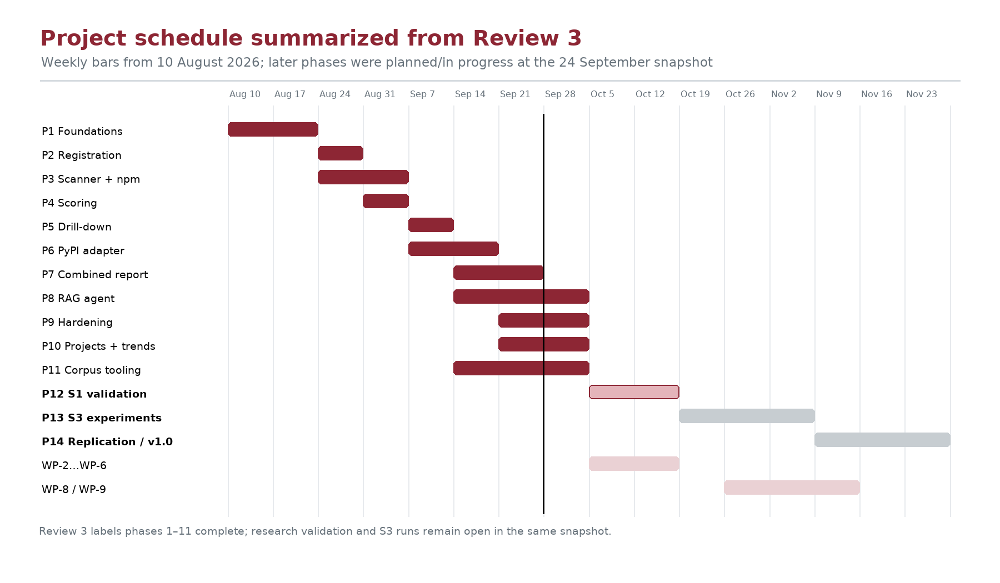 Project schedule summarized from Review 3
Weekly bars from 10 August 2026; later phases were planned/in progress at the 24 September snapshot
Aug 10 Aug 17 Aug 24 Aug 31 Sep 7 Sep 14 Sep 21 Sep 28 Oct 5 Oct 12 Oct 19 Oct 26 Nov 2 Nov 9 Nov 16 Nov 23
P1 Foundations
P2 Registration
P3 Scanner + npm
P4 Scoring
P5 Drill-down
P6 PyPI adapter
P7 Combined report
P8 RAG agent
P9 Hardening
P10 Projects + trends
P11 Corpus tooling
P12 S1 validation
P13 S3 experiments
P14 Replication / v1.0
WP-2…WP-6
WP-8 / WP-9
Review 3 labels phases 1–11 complete; research validation and S3 runs remain open in the same snapshot.